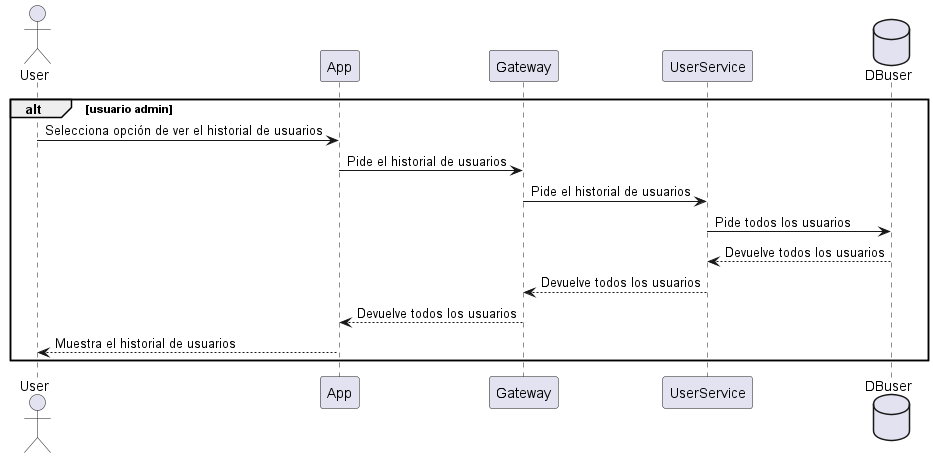 User
App
Gateway
UserService
DBuser
alt [usuario admin]
Selecciona opción de ver el historial de usuarios
Pide el historial de usuarios
Pide el historial de usuarios
Pide todos los usuarios
Devuelve todos los usuarios
Devuelve todos los usuarios
Devuelve todos los usuarios
Muestra el historial de usuarios
User
App
Gateway
UserService
DBuser